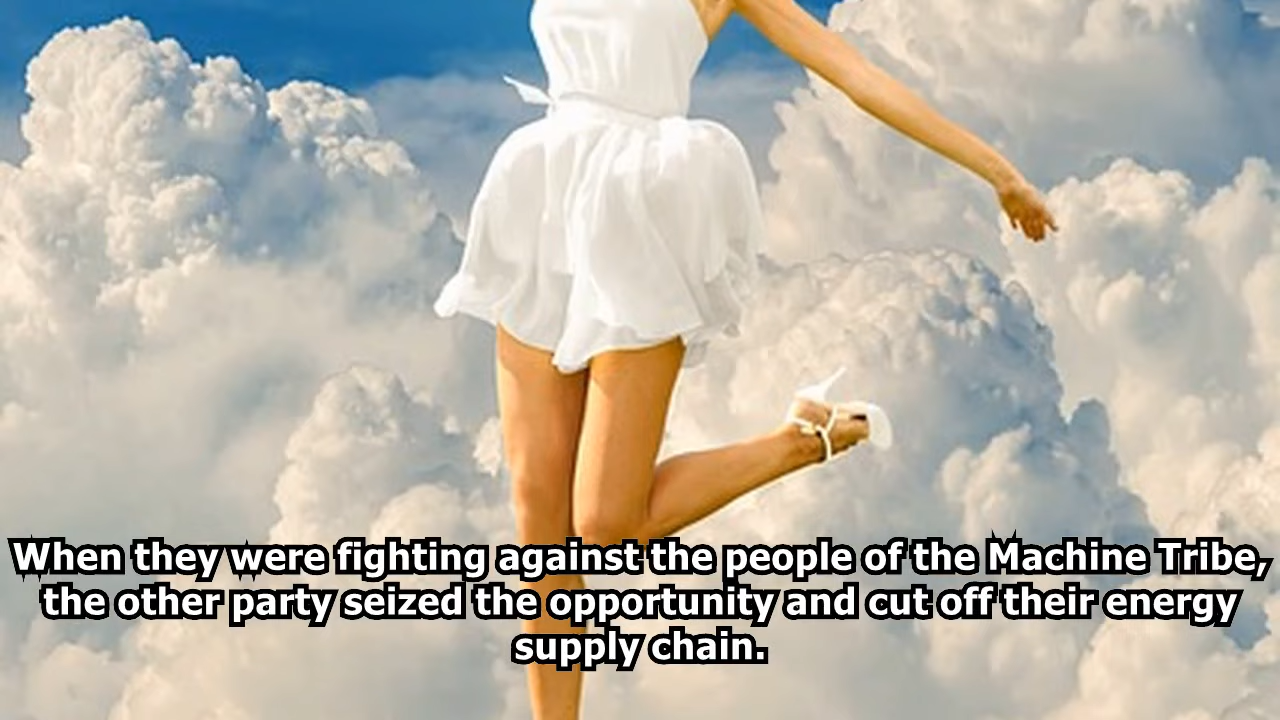 When they were fighting against the people of the Machine Tribe,
the other party seized the opportunity and cut off their energy
supply chain.